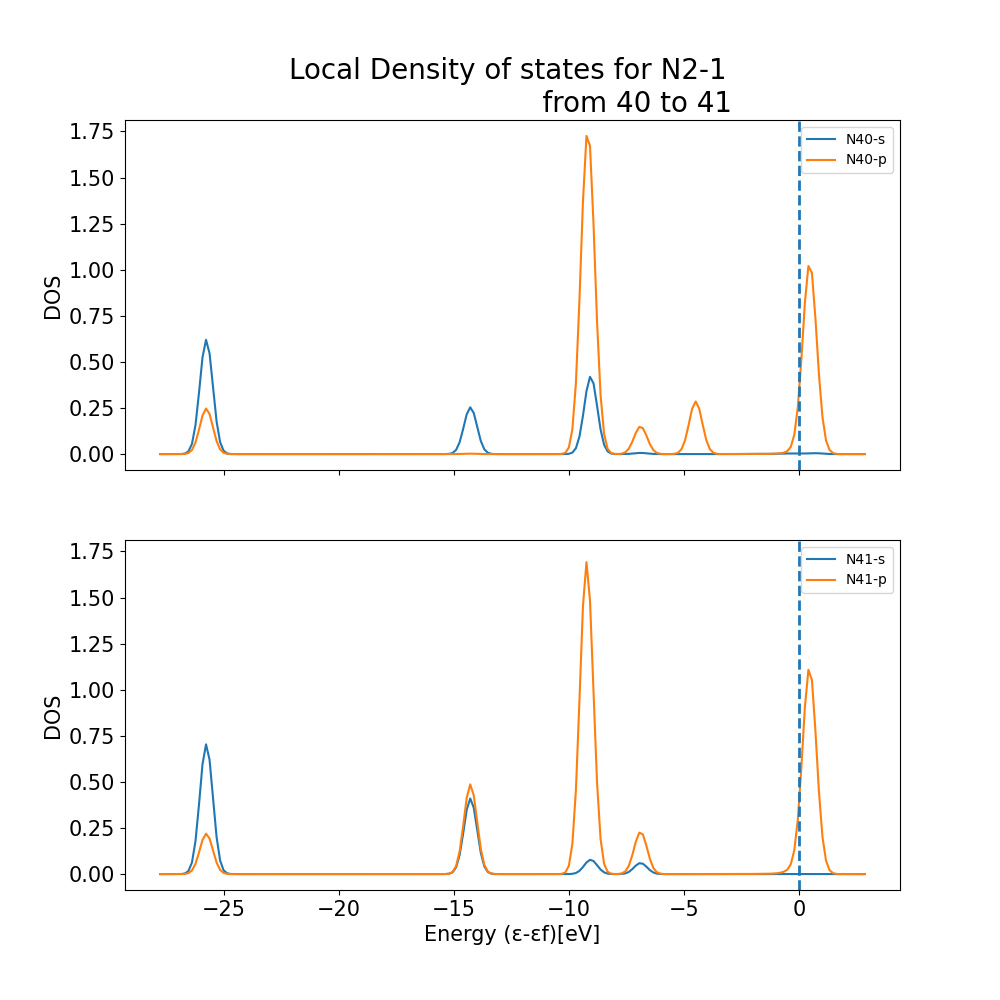 Local Density of states for N2-1
from 40 to 41
1.75
1.50
1.25
1.00
0.75
0.50
0.25
0.00
DOS
N40-s
N40-p
1.75
1.50
1.25
1.00
0.75
0.50
0.25
0.00
DOS
N41-s
N41-p
−25 −20 −15 −10 −5 0
Energy (ε-εf)[eV]